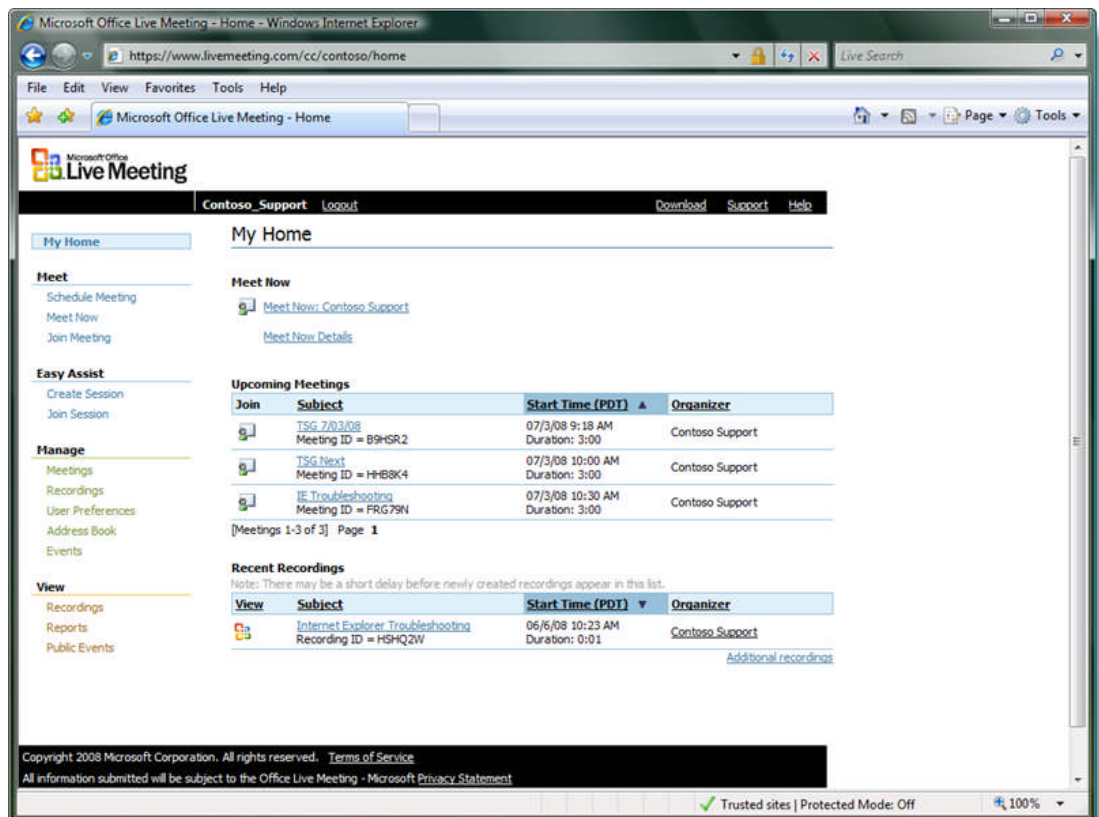 Microsoft Office Live Meeting - Home - Windows Internet Explorer
https://www.livemeeting.com/cc/contoso/home
Live Search
File Edit View Favorites Tools Help
Microsoft Office Live Meeting - Home
Page Tools
Microsoft Office
Live Meeting
Contoso_Support Logout Download Support Help
My Home
Meet
Schedule Meeting
Meet Now
Join Meeting
Easy Assist
Create Session
Join Session
Manage
Meetings
Recordings
User Preferences
Address Book
Events
View
Recordings
Reports
Public Events
My Home
Meet Now
Meet Now: Contoso Support
Meet Now Details
Upcoming Meetings
Join Subject Start Time (PDT) Organizer
TSG 7/03/08 07/3/08 9:18 AM Contoso Support
Meeting ID = B9HSR2 Duration: 3:00
TSG Next 07/3/08 10:00 AM Contoso Support
Meeting ID = HHB8K4 Duration: 3:00
IE Troubleshooting 07/3/08 10:30 AM Contoso Support
Meeting ID = FRG79N Duration: 3:00
[Meetings 1-3 of 3] Page 1
Recent Recordings
Note: There may be a short delay before newly created recordings appear in this list.
View Subject Start Time (PDT) Organizer
Internet Explorer Troubleshooting 06/6/08 10:23 AM Contoso Support
Recording ID = HSHQ2W Duration: 0:01
Additional recordings
Copyright 2008 Microsoft Corporation. All rights reserved. Terms of Service
All information submitted will be subject to the Office Live Meeting - Microsoft Privacy Statement
Trusted sites | Protected Mode: Off 100%